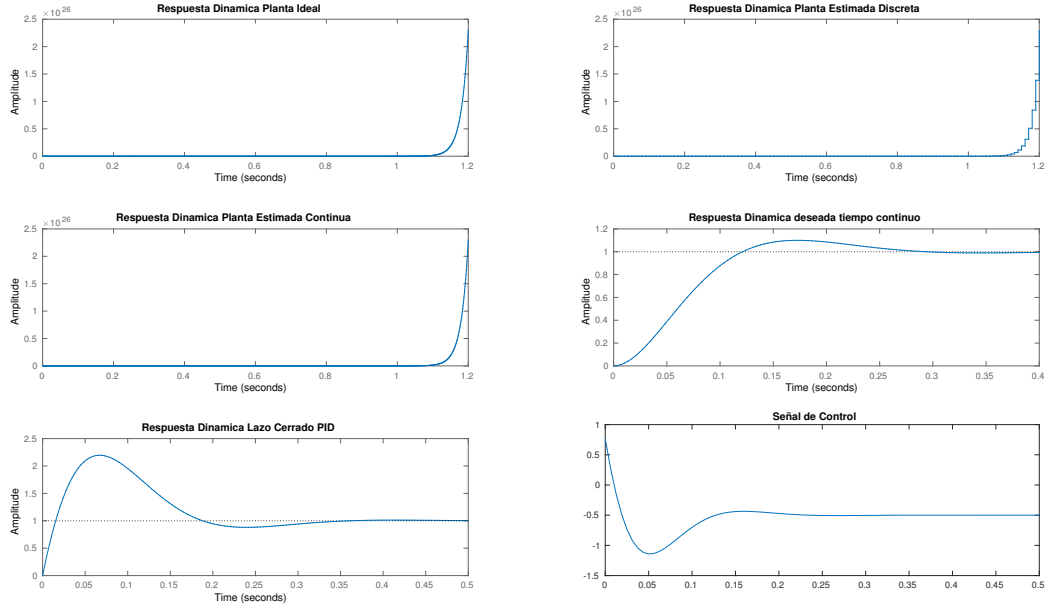 Respuesta Dinamica Planta Ideal
×10 26
2.5
2
1.5
1
0.5
0
Amplitude
0 0.2 0.4 0.6 0.8 1 1.2
Time (seconds)
Respuesta Dinamica Planta Estimada Discreta
×10 26
2.5
2
1.5
1
0.5
0
Amplitude
0 0.2 0.4 0.6 0.8 1 1.2
Time (seconds)
Respuesta Dinamica Planta Estimada Continua
×10 26
2.5
2
1.5
1
0.5
0
Amplitude
0 0.2 0.4 0.6 0.8 1 1.2
Time (seconds)
Respuesta Dinamica deseada tiempo continuo
1.2
1
0.8
0.6
0.4
0.2
0
Amplitude
0 0.05 0.1 0.15 0.2 0.25 0.3 0.35 0.4
Time (seconds)
Respuesta Dinamica Lazo Cerrado PID
2.5
2
1.5
1
0.5
0
Amplitude
0 0.05 0.1 0.15 0.2 0.25 0.3 0.35 0.4 0.45 0.5
Time (seconds)
Señal de Control
1
0.5
0
-0.5
-1
-1.5
0 0.05 0.1 0.15 0.2 0.25 0.3 0.35 0.4 0.45 0.5